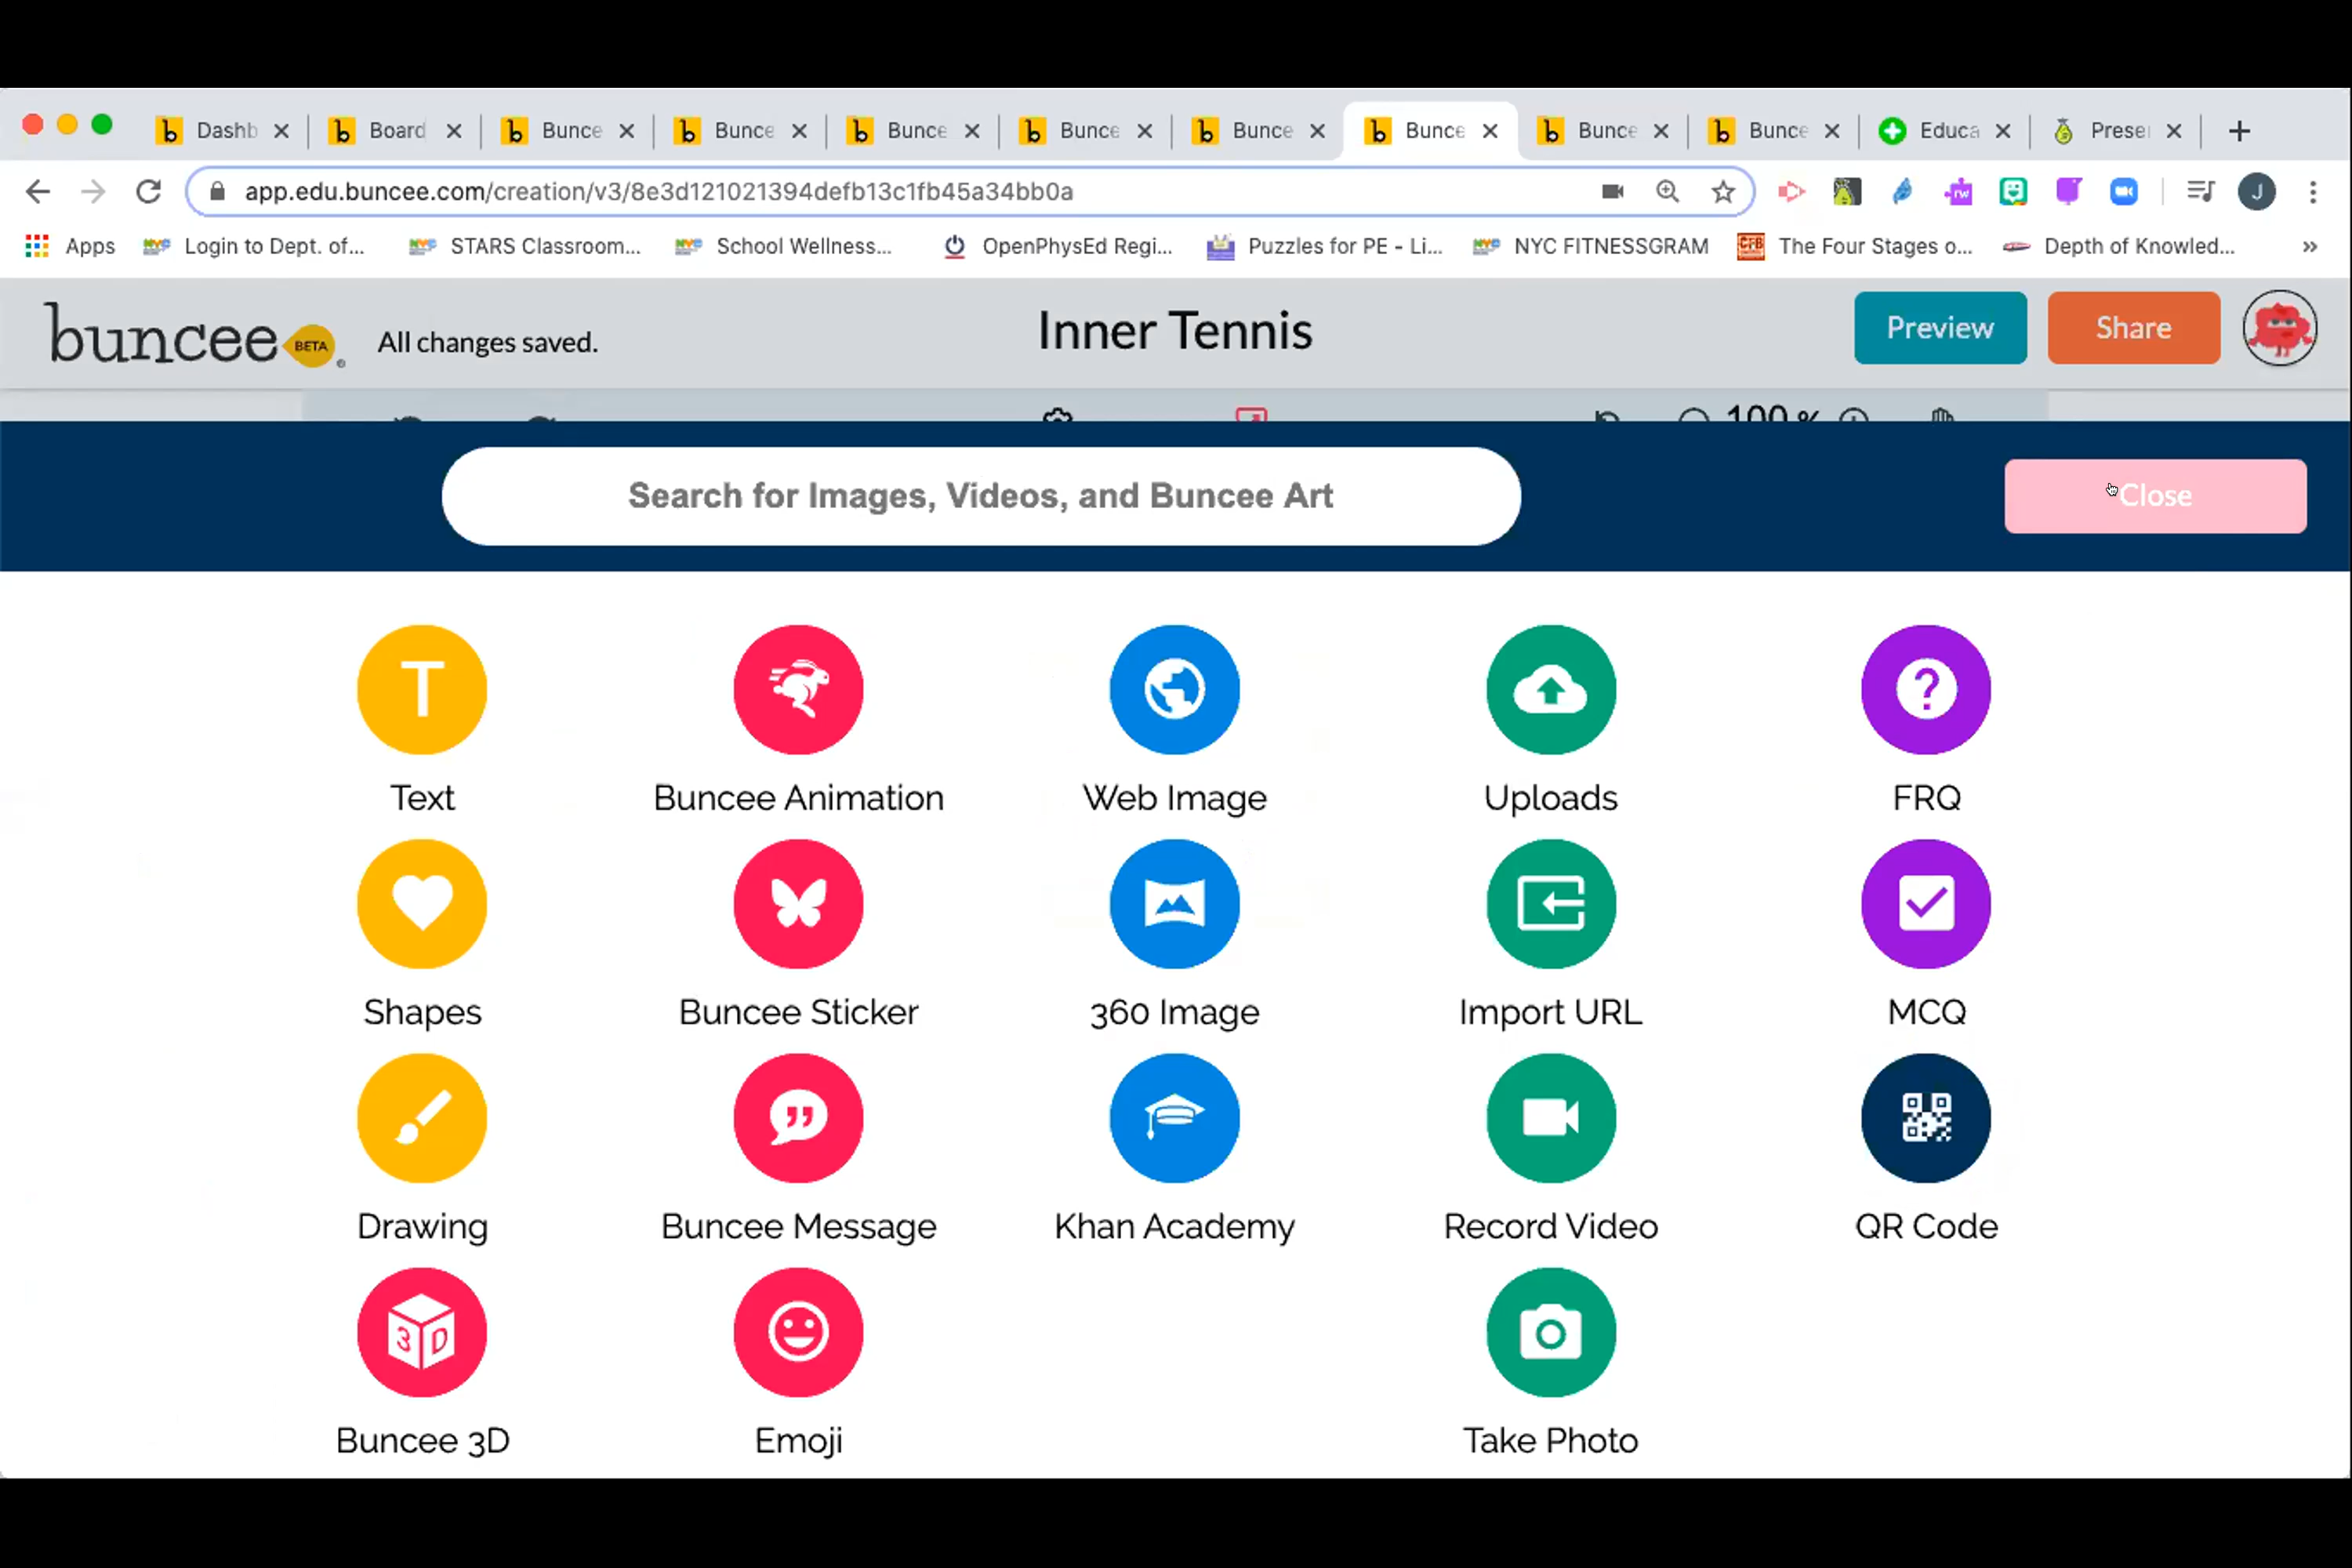 Dashb Board Bunce Bunce Bunce Bunce Bunce Bunce Bunce Bunce Educa Prese
app.edu.buncee.com/creation/v3/8e3d121021394defb13c1fb45a34bb0a J
Apps Login to Dept. of... STARS Classroom... School Wellness... OpenPhysEd Regi... Puzzles for PE - Li... NYC FITNESSGRAM The Four Stages o... Depth of Knowled...
buncee BETA All changes saved. Inner Tennis Preview Share
100 %
Search for Images, Videos, and Buncee Art Close
Text Buncee Animation Web Image Uploads FRQ
Shapes Buncee Sticker 360 Image Import URL MCQ
Drawing Buncee Message Khan Academy Record Video QR Code
3D
Buncee 3D Emoji Take Photo